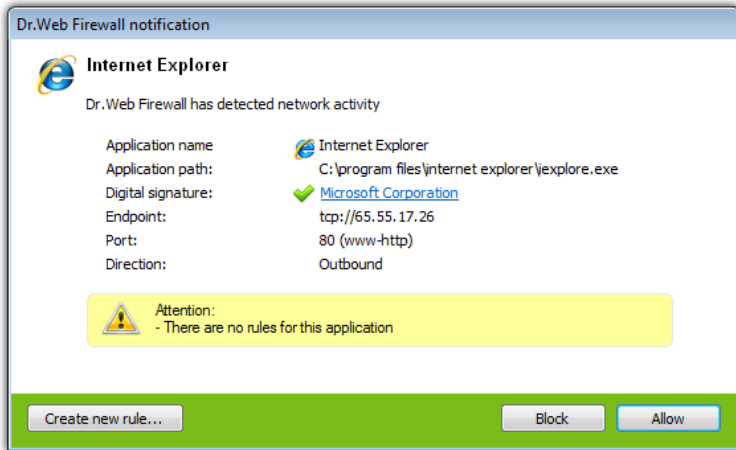 Dr.Web Firewall notification
Internet Explorer
Dr.Web Firewall has detected network activity
Application name Internet Explorer
Application path: C:\program files\internet explorer\iexplore.exe
Digital signature: Microsoft Corporation
Endpoint: tcp://65.55.17.26
Port: 80 (www-http)
Direction: Outbound
Attention:
- There are no rules for this application
Create new rule... Block Allow